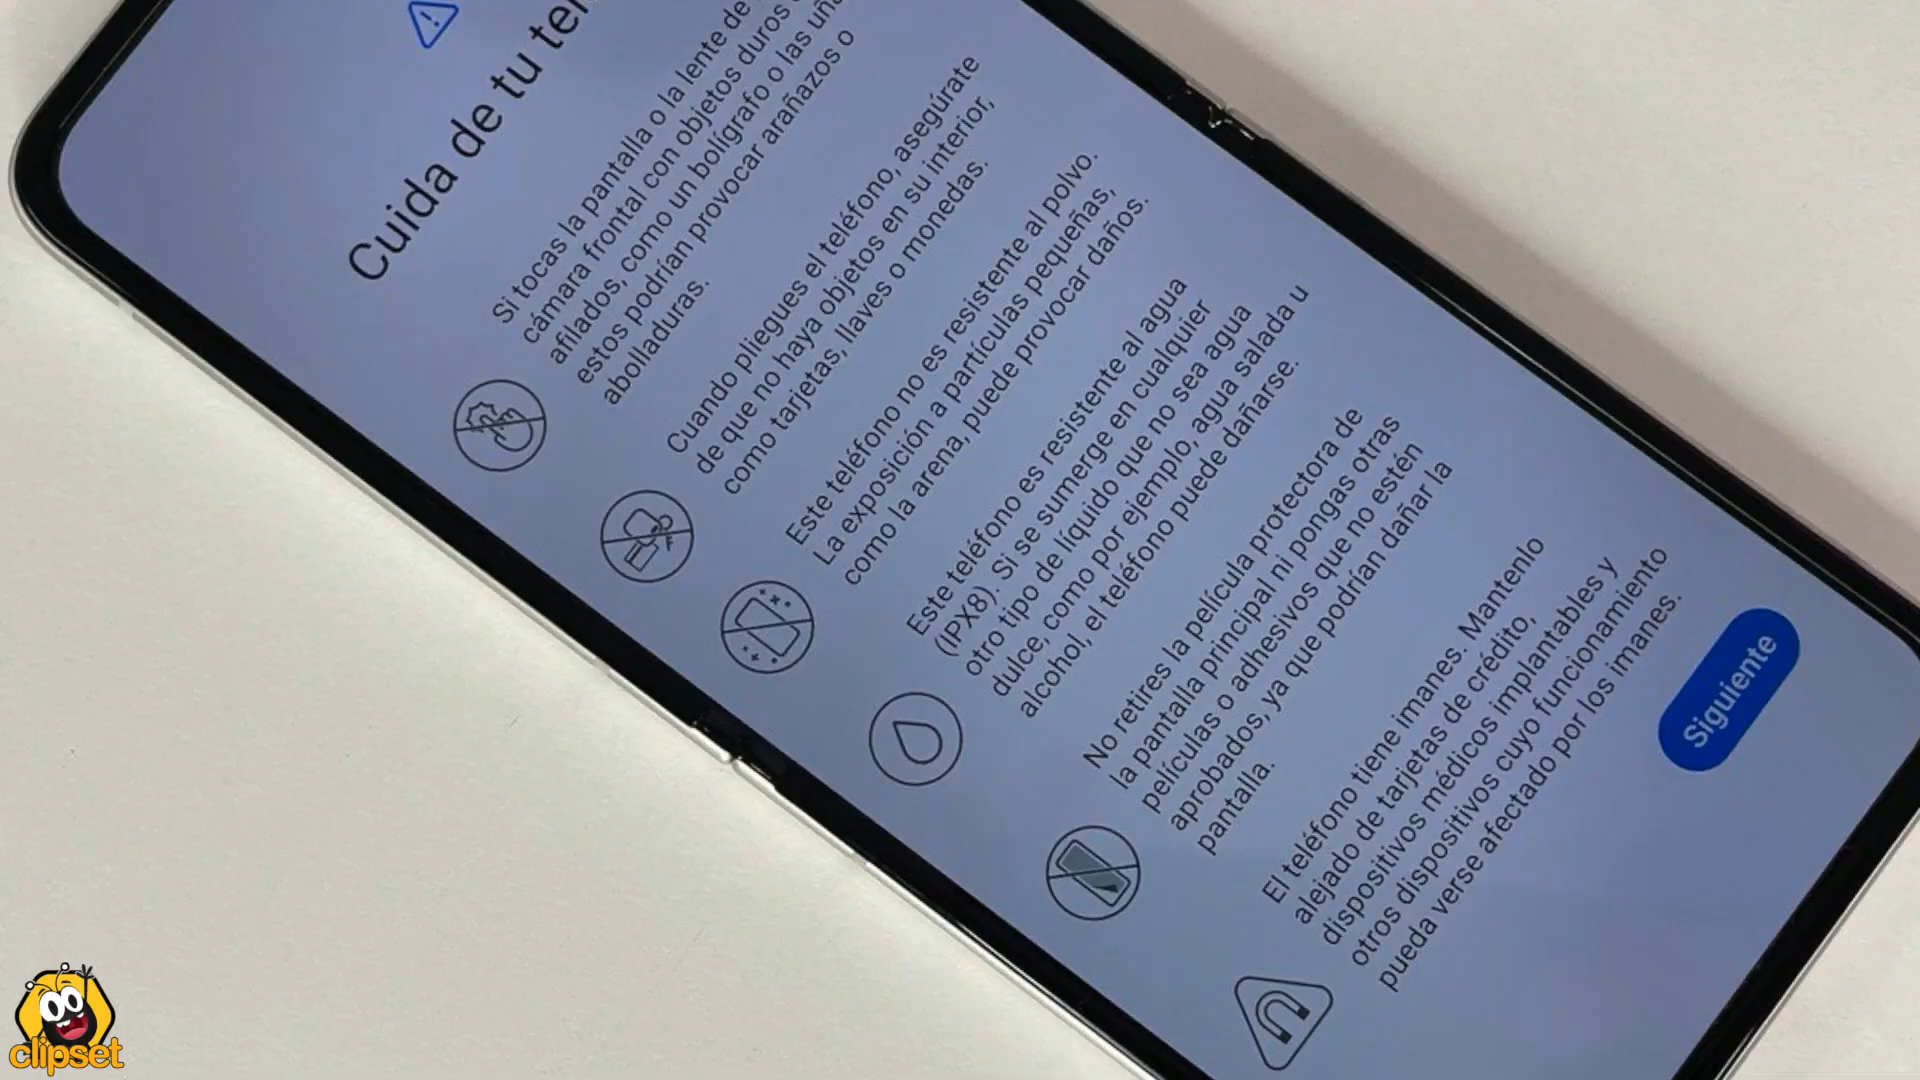 Cuida de tu
Si tocas la pantalla o la lente de
cámara frontal con objetos duros
afilados, como un bolígrafo o las
estos podrían provocar arañazos o
abolladuras.
Cuando pliegues el teléfono, asegúrate
de que no haya objetos en su interior,
como tarjetas, llaves o monedas.
Este teléfono no es resistente al polvo.
La exposición a partículas pequeñas,
como la arena, puede provocar daños.
Este teléfono es resistente al agua
(IPX8). Si se sumerge en cualquier
otro tipo de líquido que no sea agua
dulce, como por ejemplo, agua salada u
alcohol, el teléfono puede dañarse.
No retires la película protectora de
la pantalla principal ni pongas otras
películas o adhesivos que no estén
aprobados, ya que podrían dañar la
pantalla.
El teléfono tiene imanes. Mantenlo
alejado de tarjetas de crédito,
dispositivos médicos implantables y
otros dispositivos cuyo funcionamiento
pueda verse afectado por los imanes.
Siguiente
clipset